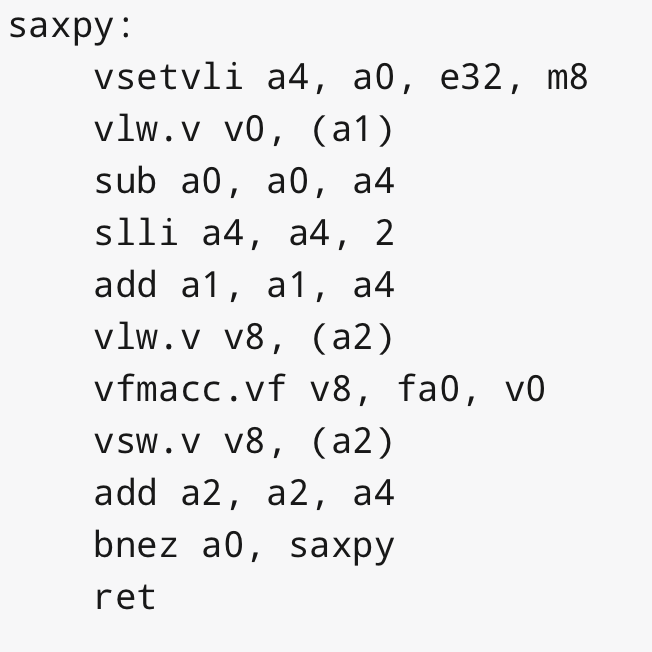 saxpy:
    vsetvli a4, a0, e32, m8
    vlw.v v0, (a1)
    sub a0, a0, a4
    slli a4, a4, 2
    add a1, a1, a4
    vlw.v v8, (a2)
    vfmacc.vf v8, fa0, v0
    vsw.v v8, (a2)
    add a2, a2, a4
    bnez a0, saxpy
    ret